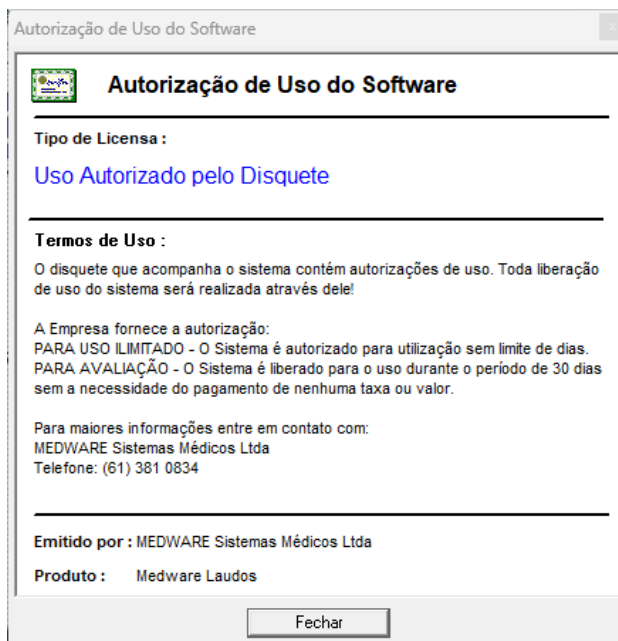 Autorização de Uso do Software
Autorização de Uso do Software
Tipo de Licensa :
Uso Autorizado pelo Disquete
Termos de Uso :
O disquete que acompanha o sistema contém autorizações de uso. Toda liberação
de uso do sistema será realizada através dele!
A Empresa fornece a autorização:
PARA USO ILIMITADO - O Sistema é autorizado para utilização sem limite de dias.
PARA AVALIAÇÃO - O Sistema é liberado para o uso durante o período de 30 dias
sem a necessidade do pagamento de nenhuma taxa ou valor.
Para maiores informações entre em contato com:
MEDWARE Sistemas Médicos Ltda
Telefone: (61) 381 0834
Emitido por : MEDWARE Sistemas Médicos Ltda
Produto : Medware Laudos
Fechar